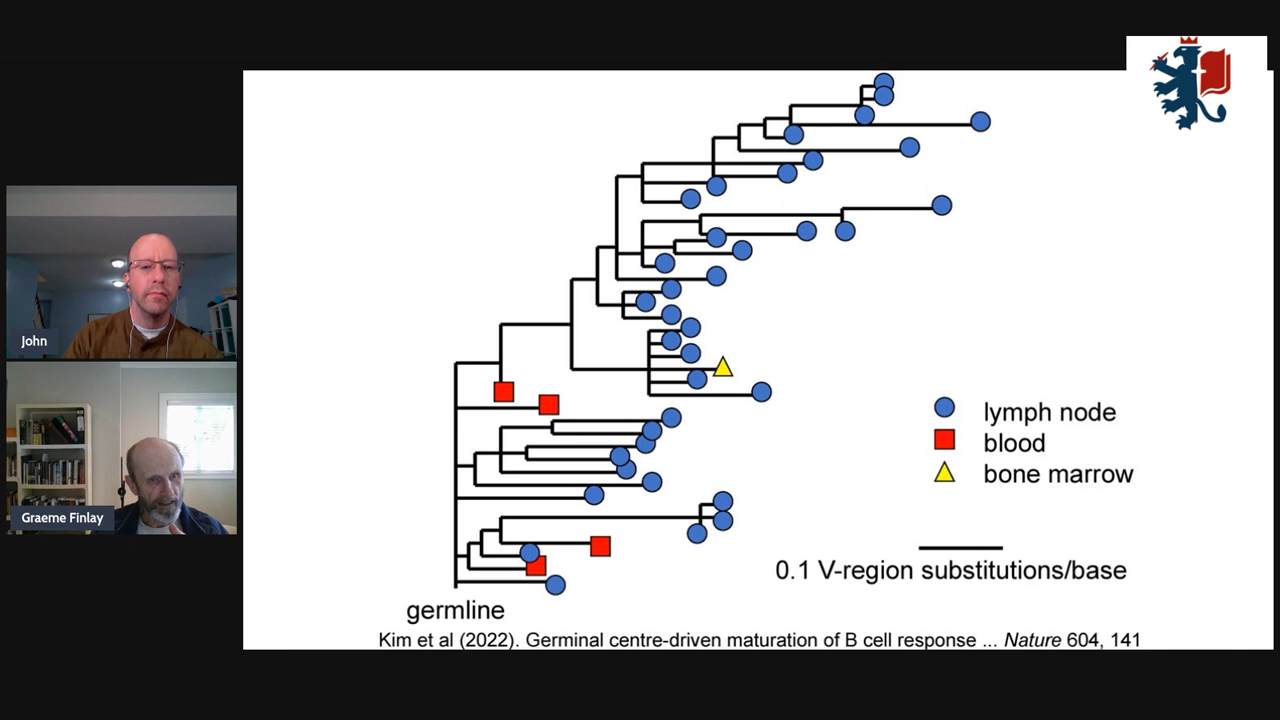 John
Graeme Finlay
lymph node
blood
bone marrow
0.1 V-region substitutions/base
germline
Kim et al (2022). Germinal centre-driven maturation of B cell response ... Nature 604, 141